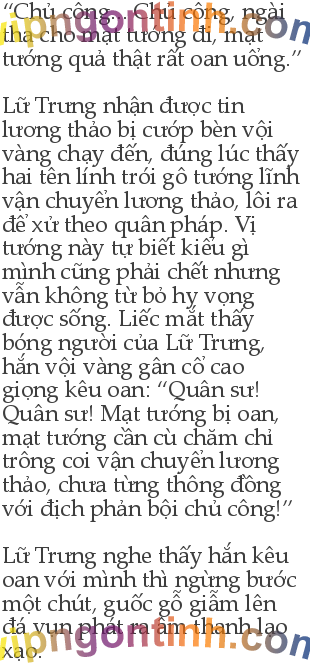 “Chủ công... Chủ công, ngài
tha cho mạt tướng đi, mạt
tướng quả thật rất oan uổng.”
Lữ Trưng nhận được tin
lương thảo bị cướp bèn vội
vàng chạy đến, đúng lúc thấy
hai tên lính trói gô tướng lĩnh
vận chuyển lương thảo, lôi ra
để xử theo quân pháp. Vị
tướng này tự biết kiểu gì
mình cũng phải chết nhưng
vẫn không từ bỏ hy vọng
được sống. Liếc mắt thấy
bóng người của Lữ Trưng,
hắn vội vàng gân cổ cao
giọng kêu oan: “Quân sư!
Quân sư! Mạt tướng bị oan,
mạt tướng cần cù chăm chỉ
trông coi vận chuyển lương
thảo, chưa từng thông đồng
với địch phản bội chủ công!”
Lữ Trưng nghe thấy hắn kêu
oan với mình thì ngừng bước
một chút, guốc gỗ giẫm lên
đá vụn phát ra âm thanh lạo
xạo.
vipngontinh.com
vipngontinh.com